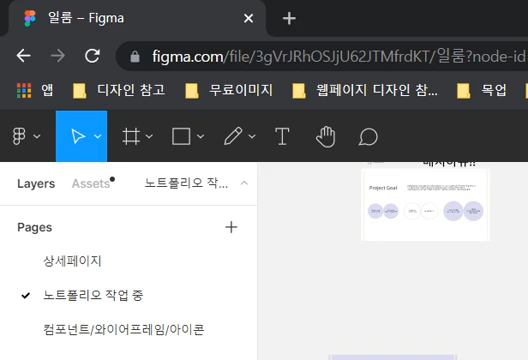 일룸 – Figma
figma.com/file/3gVrJRhOSJjU62JTMfrdKT/일룸?node-id
앱 디자인 참고 무료이미지 웹페이지 디자인 참... 목업
Layers Assets 노트폴리오 작...
Pages
상세페이지
노트폴리오 작업 중
컴포넌트/와이어프레임/아이콘
Project Goal